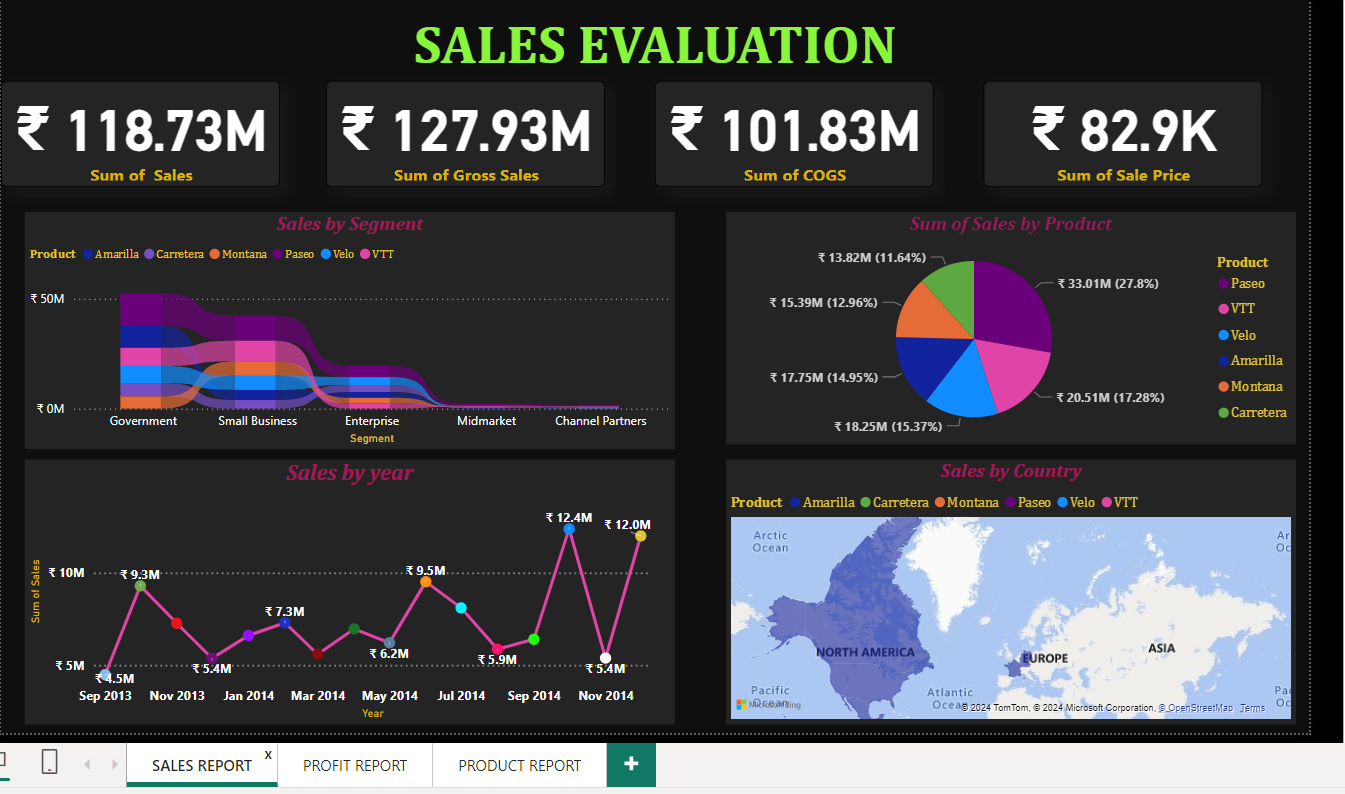 SALES EVALUATION
₹ 118.73M
Sum of Sales
₹ 127.93M
Sum of Gross Sales
₹ 101.83M
Sum of COGS
₹ 82.9K
Sum of Sale Price
Sales by Segment
Product Amarilla Carretera Montana Paseo Velo VTT
₹ 50M
₹ 0M
Government Small Business Enterprise Midmarket Channel Partners
Segment
Sum of Sales by Product
₹ 13.82M (11.64%)
₹ 15.39M (12.96%)
₹ 17.75M (14.95%)
₹ 18.25M (15.37%)
₹ 33.01M (27.8%)
₹ 20.51M (17.28%)
Product
Paseo
VTT
Velo
Amarilla
Montana
Carretera
Sales by year
Sum of Sales
₹ 10M
₹ 5M
₹ 4.5M
₹ 9.3M
₹ 5.4M
₹ 7.3M
₹ 6.2M
₹ 9.5M
₹ 5.9M
₹ 12.4M
₹ 5.4M
₹ 12.0M
Sep 2013 Nov 2013 Jan 2014 Mar 2014 May 2014 Jul 2014 Sep 2014 Nov 2014
Year
Sales by Country
Product Amarilla Carretera Montana Paseo Velo VTT
Arctic
Ocean
Ar
Oc
NORTH AMERICA
EUROPE
ASIA
Pacific
Ocean
Atlantic
Ocean
Pac
Oc
Microsoft Bing
© 2024 TomTom, © 2024 Microsoft Corporation, © OpenStreetMap Terms
SALES REPORT x
PROFIT REPORT
PRODUCT REPORT
+